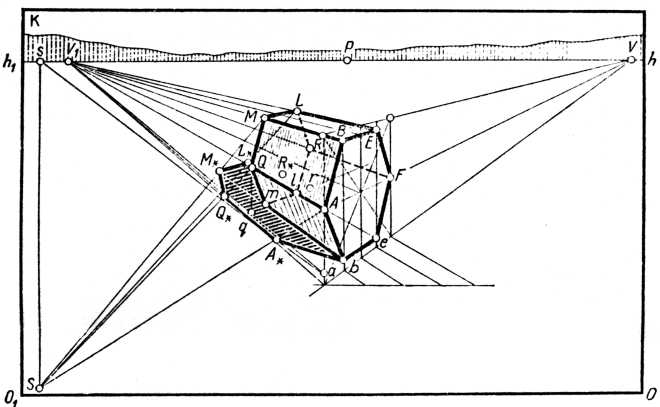 K
h₁ s V₁ P V h
L
M B
R E
M* L* Q R* l r F
Q* q m A
A* a b e
S
O₁ O